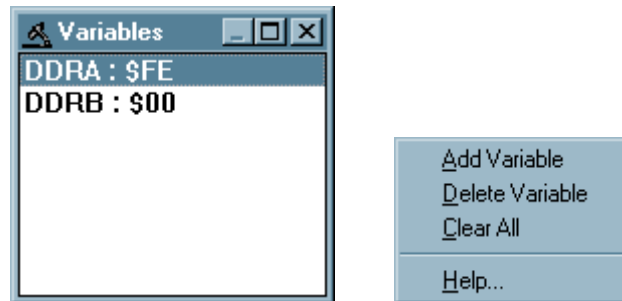 Variables
DDRA : $FE
DDRB : $00
Add Variable
Delete Variable
Clear All
Help...